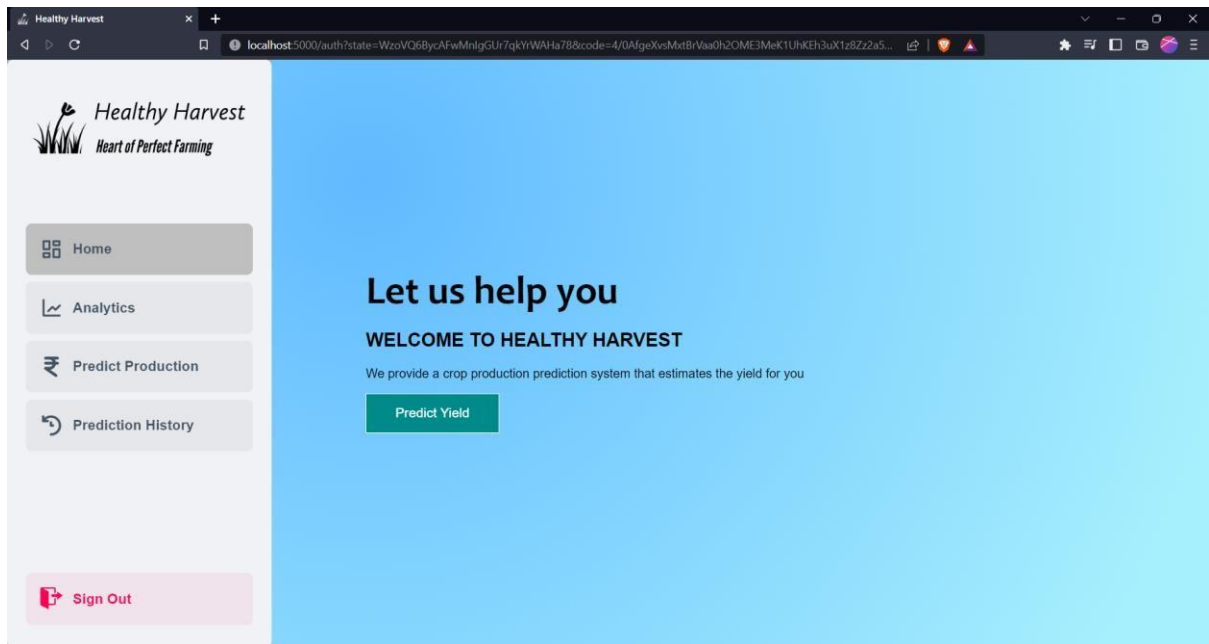 Healthy Harvest
localhost:5000/auth?state=WzoVQ6BycAFwMnIgGUr7qkYrWAHa78&code=4/0AfgeXvsMxtBrVaa0h2OME3MeK1UhKEh3uX1z8Zz2a5...
Healthy Harvest
Heart of Perfect Farming
Home
Analytics
Predict Production
Prediction History
Sign Out
Let us help you
WELCOME TO HEALTHY HARVEST
We provide a crop production prediction system that estimates the yield for you
Predict Yield